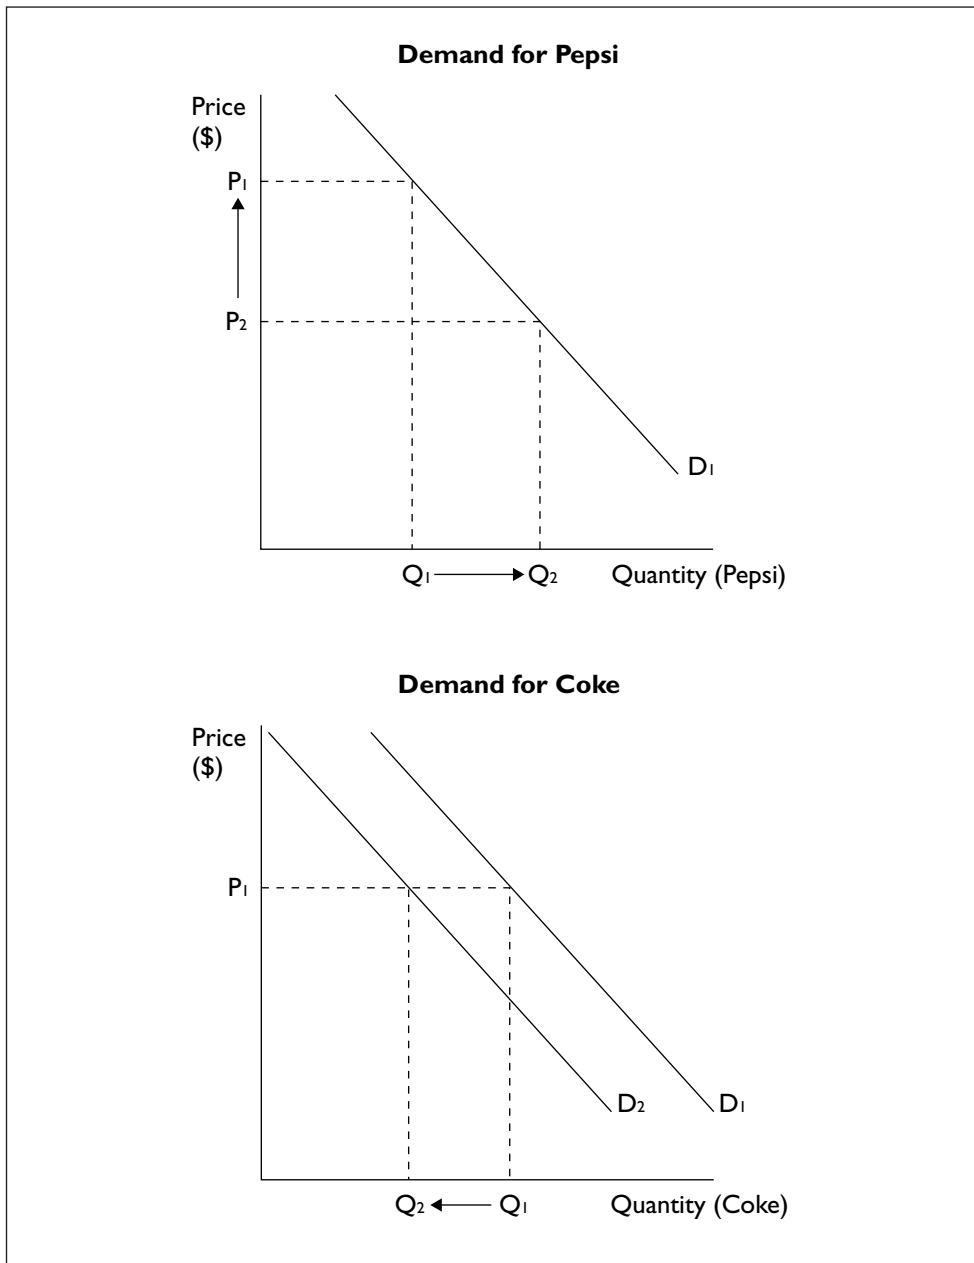 Demand for Pepsi
Price
($)
P₁
P₂
D₁
Q₁ Q₂ Quantity (Pepsi)
Demand for Coke
Price
($)
P₁
D₂ D₁
Q₂ Q₁ Quantity (Coke)